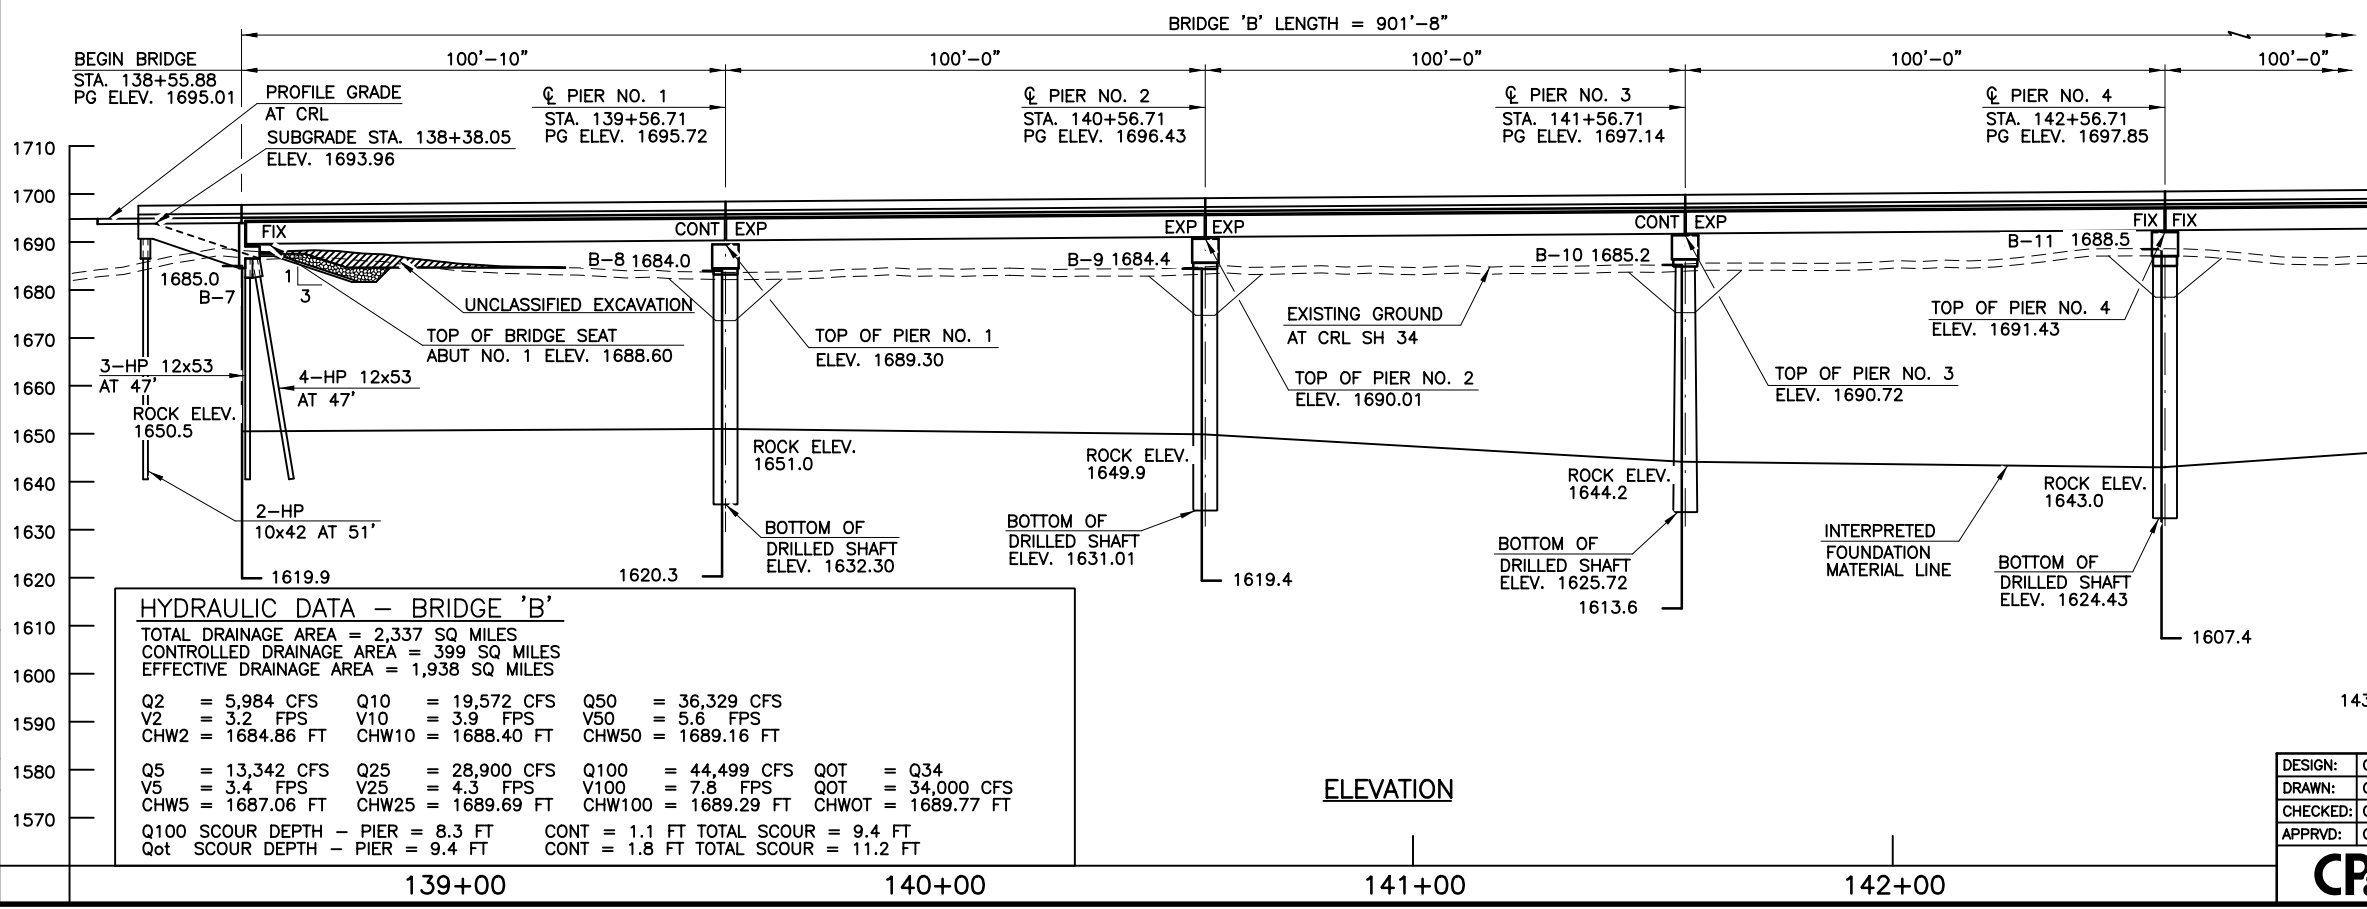 BRIDGE 'B' LENGTH = 901'-8"
100'-10"
100'-0"
100'-0"
100'-0"
100'-0"
BEGIN BRIDGE
STA. 138+55.88
PG ELEV. 1695.01
PROFILE GRADE
AT CRL
SUBGRADE STA. 138+38.05
ELEV. 1693.96
℄ PIER NO. 1
STA. 139+56.71
PG ELEV. 1695.72
℄ PIER NO. 2
STA. 140+56.71
PG ELEV. 1696.43
℄ PIER NO. 3
STA. 141+56.71
PG ELEV. 1697.14
℄ PIER NO. 4
STA. 142+56.71
PG ELEV. 1697.85
1710
1700
1690
1680
1670
1660
1650
1640
1630
1620
1610
1600
1590
1580
1570
FIX
CONT EXP
EXP EXP
CONT EXP
FIX FIX
1685.0
B-7
1
3
B-8 1684.0
B-9 1684.4
B-10 1685.2
B-11 1688.5
UNCLASSIFIED EXCAVATION
TOP OF BRIDGE SEAT
ABUT NO. 1 ELEV. 1688.60
TOP OF PIER NO. 1
ELEV. 1689.30
EXISTING GROUND
AT CRL SH 34
TOP OF PIER NO. 2
ELEV. 1690.01
TOP OF PIER NO. 3
ELEV. 1690.72
TOP OF PIER NO. 4
ELEV. 1691.43
3-HP 12x53
AT 47'
4-HP 12x53
AT 47'
ROCK ELEV.
1650.5
ROCK ELEV.
1651.0
ROCK ELEV.
1649.9
ROCK ELEV.
1644.2
ROCK ELEV.
1643.0
2-HP
10x42 AT 51'
BOTTOM OF
DRILLED SHAFT
ELEV. 1632.30
BOTTOM OF
DRILLED SHAFT
ELEV. 1631.01
BOTTOM OF
DRILLED SHAFT
ELEV. 1625.72
INTERPRETED
FOUNDATION
MATERIAL LINE
BOTTOM OF
DRILLED SHAFT
ELEV. 1624.43
1619.9
1620.3
1619.4
1613.6
1607.4
HYDRAULIC DATA - BRIDGE 'B'
TOTAL DRAINAGE AREA = 2,337 SQ MILES
CONTROLLED DRAINAGE AREA = 399 SQ MILES
EFFECTIVE DRAINAGE AREA = 1,938 SQ MILES
Q2 = 5,984 CFS Q10 = 19,572 CFS Q50 = 36,329 CFS
V2 = 3.2 FPS V10 = 3.9 FPS V50 = 5.6 FPS
CHW2 = 1684.86 FT CHW10 = 1688.40 FT CHW50 = 1689.16 FT
Q5 = 13,342 CFS Q25 = 28,900 CFS Q100 = 44,499 CFS QOT = Q34
V5 = 3.4 FPS V25 = 4.3 FPS V100 = 7.8 FPS QOT = 34,000 CFS
CHW5 = 1687.06 FT CHW25 = 1689.69 FT CHW100 = 1689.29 FT CHWOT = 1689.77 FT
Q100 SCOUR DEPTH - PIER = 8.3 FT CONT = 1.1 FT TOTAL SCOUR = 9.4 FT
Qot SCOUR DEPTH - PIER = 9.4 FT CONT = 1.8 FT TOTAL SCOUR = 11.2 FT
ELEVATION
143
DESIGN:
DRAWN:
CHECKED:
APPRVD:
CP
139+00
140+00
141+00
142+00